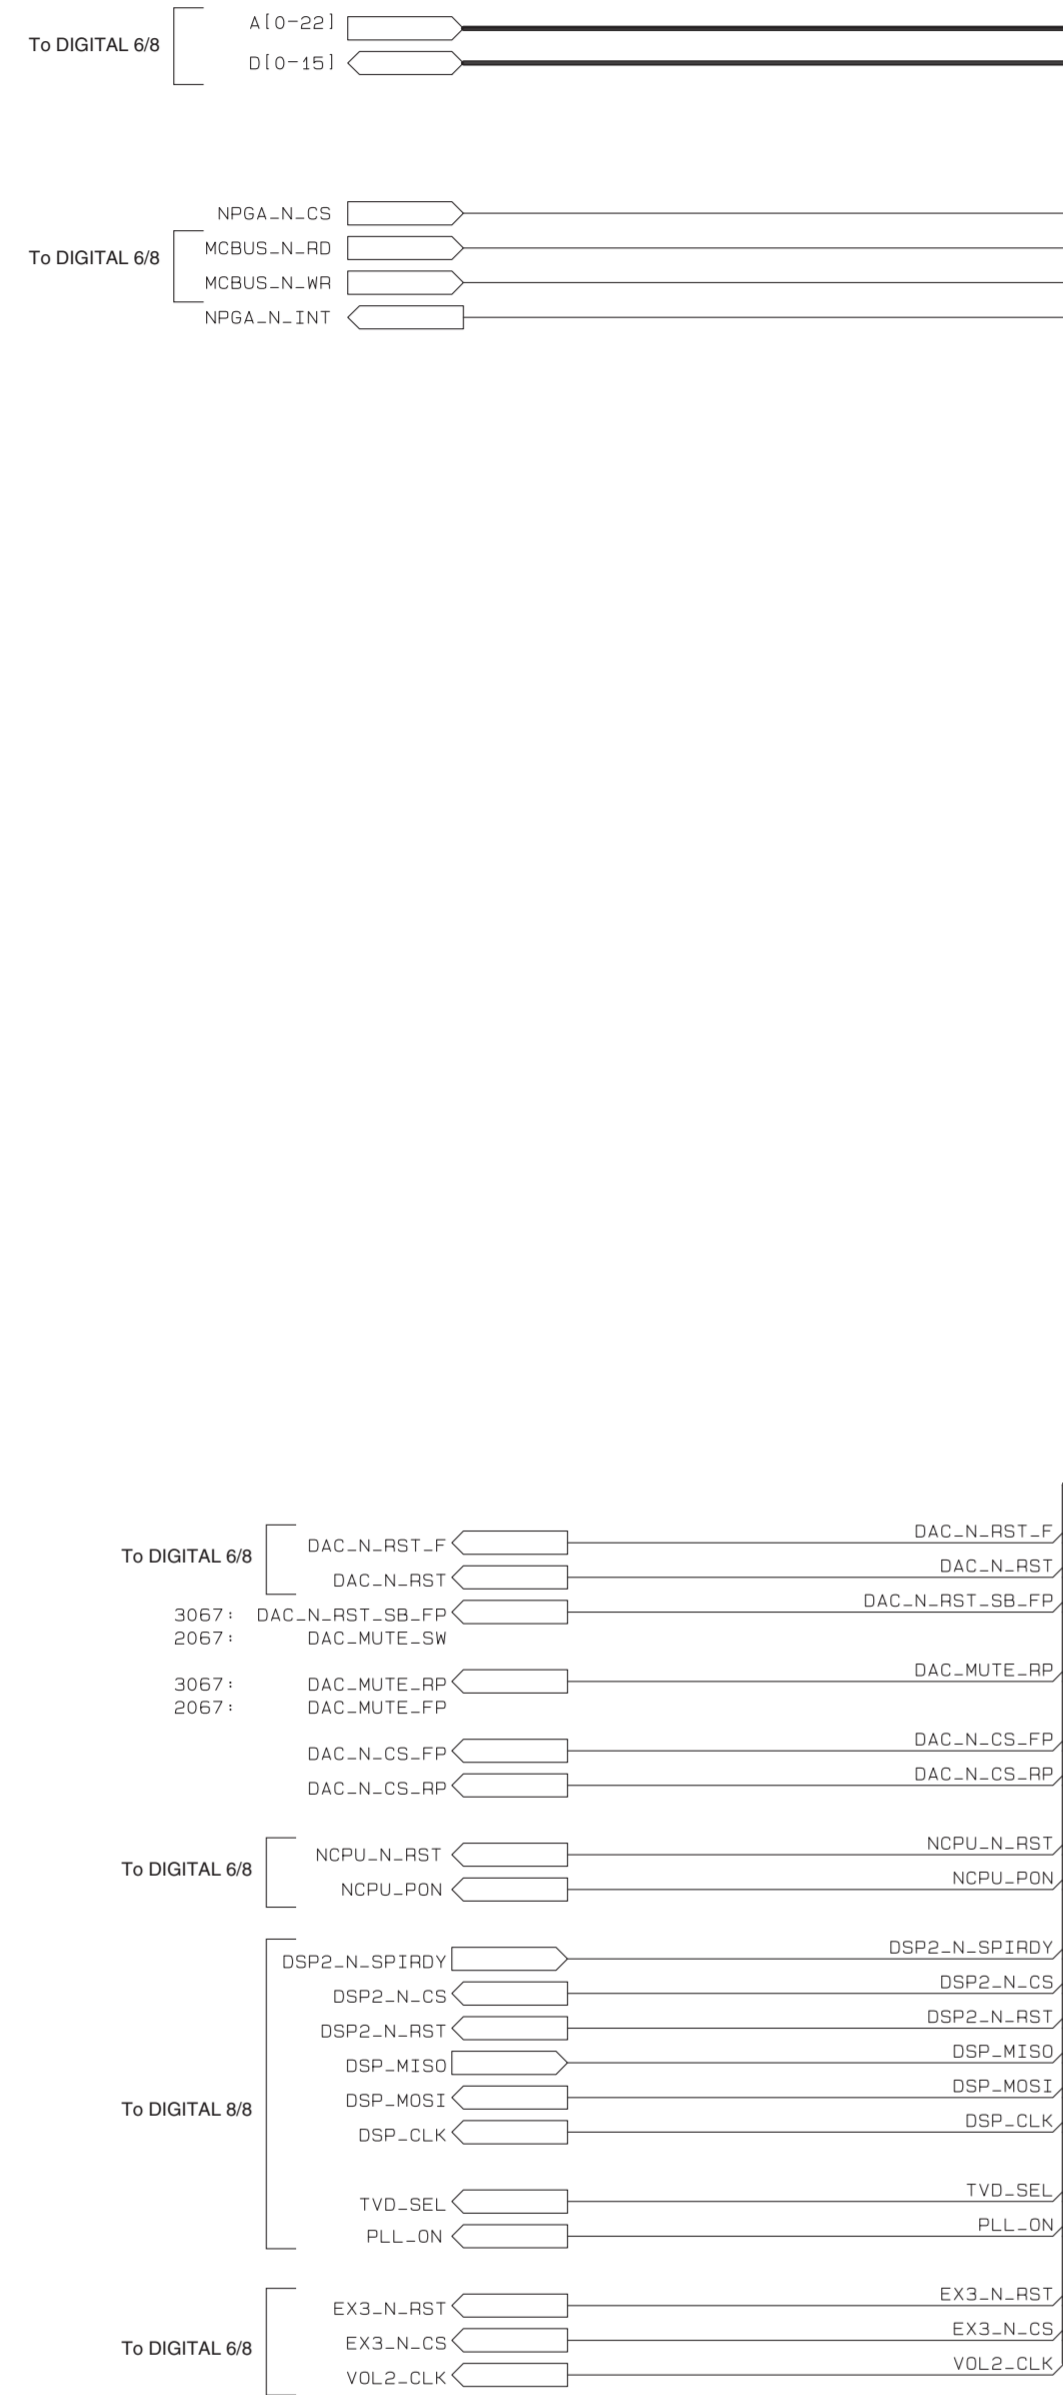 To DIGITAL 6/8
A[0-22]
D[0-15]
NPGA_N_CS
To DIGITAL 6/8
MCBUS_N_RD
MCBUS_N_WR
NPGA_N_INT
To DIGITAL 6/8
DAC_N_RST_F DAC_N_RST_F
DAC_N_RST DAC_N_RST
3067: DAC_N_RST_SB_FP DAC_N_RST_SB_FP
2067: DAC_MUTE_SW
3067: DAC_MUTE_RP DAC_MUTE_RP
2067: DAC_MUTE_FP
DAC_N_CS_FP DAC_N_CS_FP
DAC_N_CS_RP DAC_N_CS_RP
To DIGITAL 6/8
NCPU_N_RST NCPU_N_RST
NCPU_PON NCPU_PON
To DIGITAL 8/8
DSP2_N_SPIRDY DSP2_N_SPIRDY
DSP2_N_CS DSP2_N_CS
DSP2_N_RST DSP2_N_RST
DSP_MISO DSP_MISO
DSP_MOSI DSP_MOSI
DSP_CLK DSP_CLK
TVD_SEL TVD_SEL
PLL_ON PLL_ON
To DIGITAL 6/8
EX3_N_RST EX3_N_RST
EX3_N_CS EX3_N_CS
VOL2_CLK VOL2_CLK